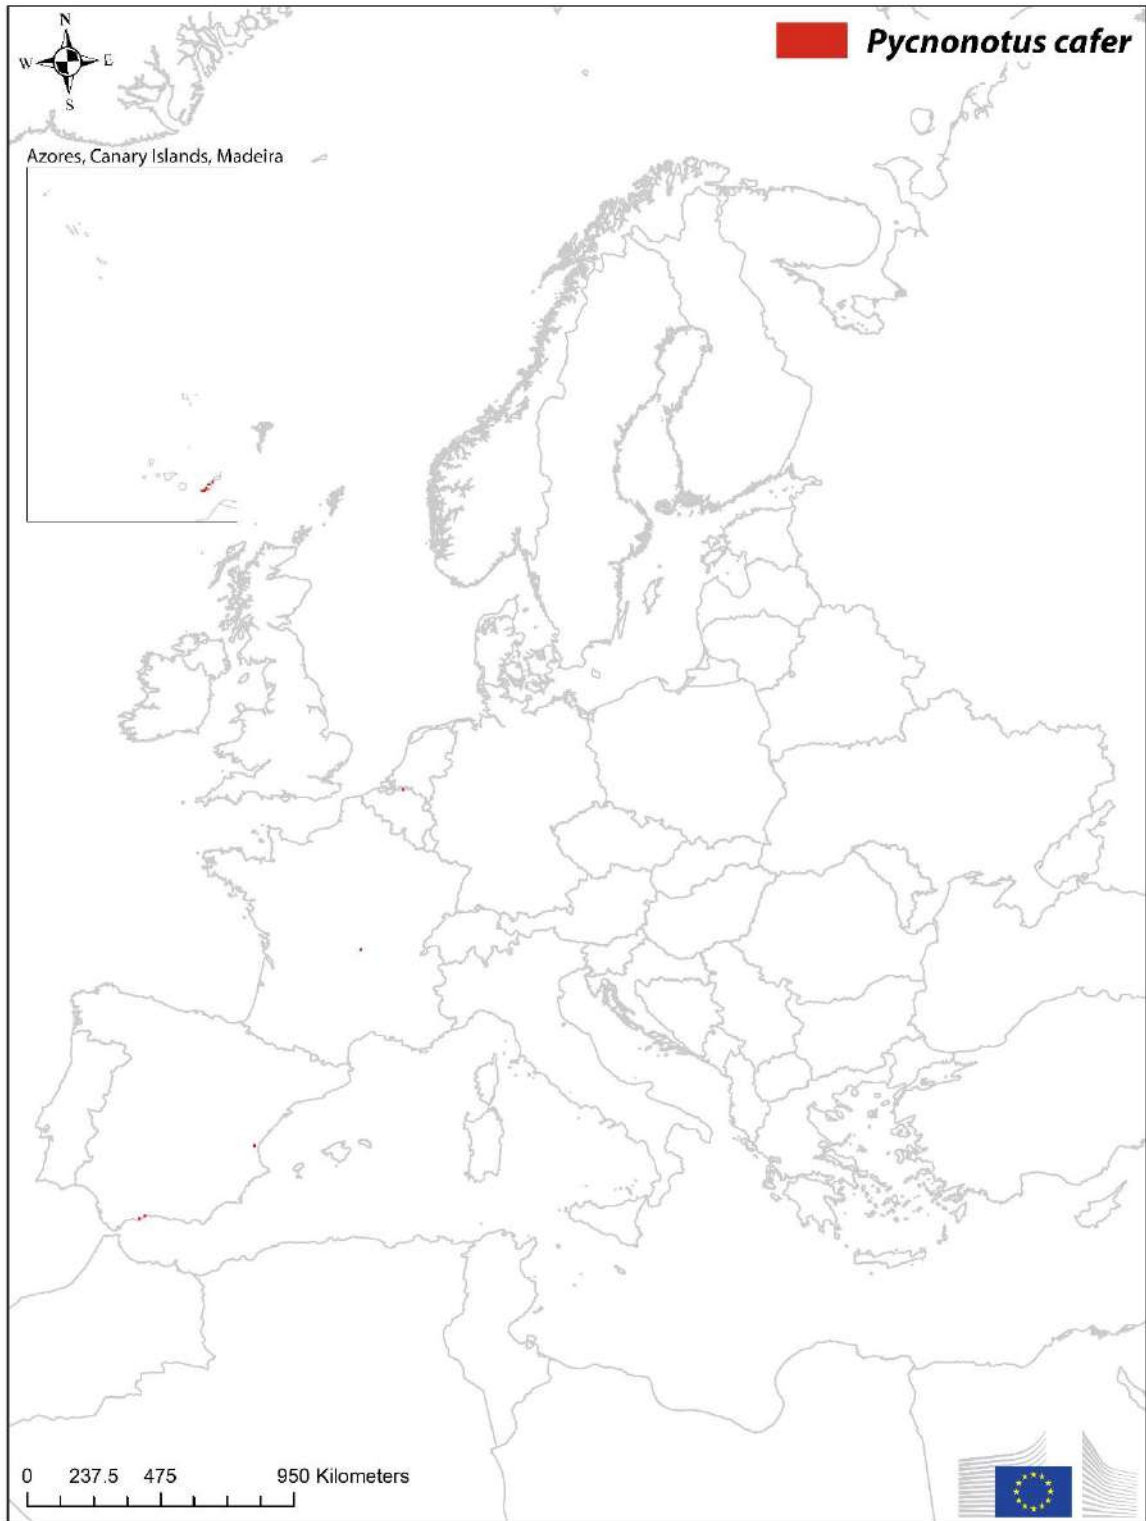 N
W E
S
Pycnonotus cafer
Azores, Canary Islands, Madeira
0 237.5 475 950 Kilometers